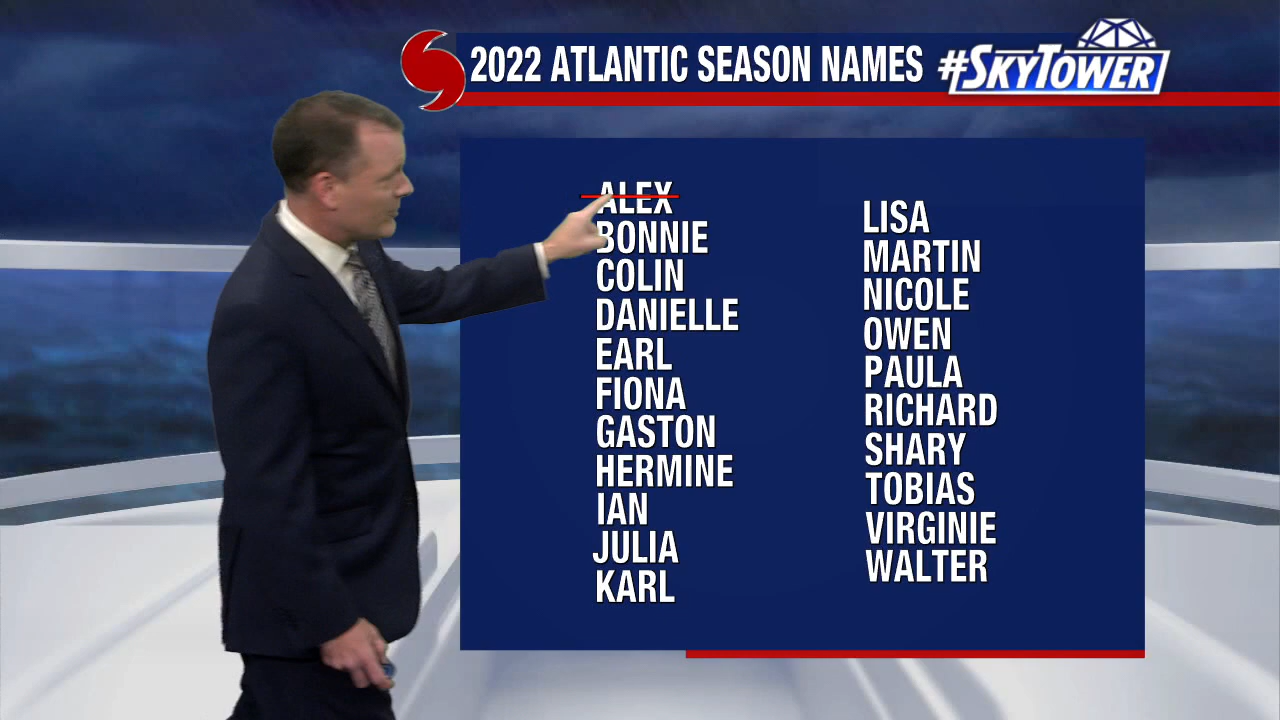 2022 ATLANTIC SEASON NAMES
#SKYTOWER
ALEX
BONNIE
COLIN
DANIELLE
EARL
FIONA
GASTON
HERMINE
IAN
JULIA
KARL
LISA
MARTIN
NICOLE
OWEN
PAULA
RICHARD
SHARY
TOBIAS
VIRGINIE
WALTER